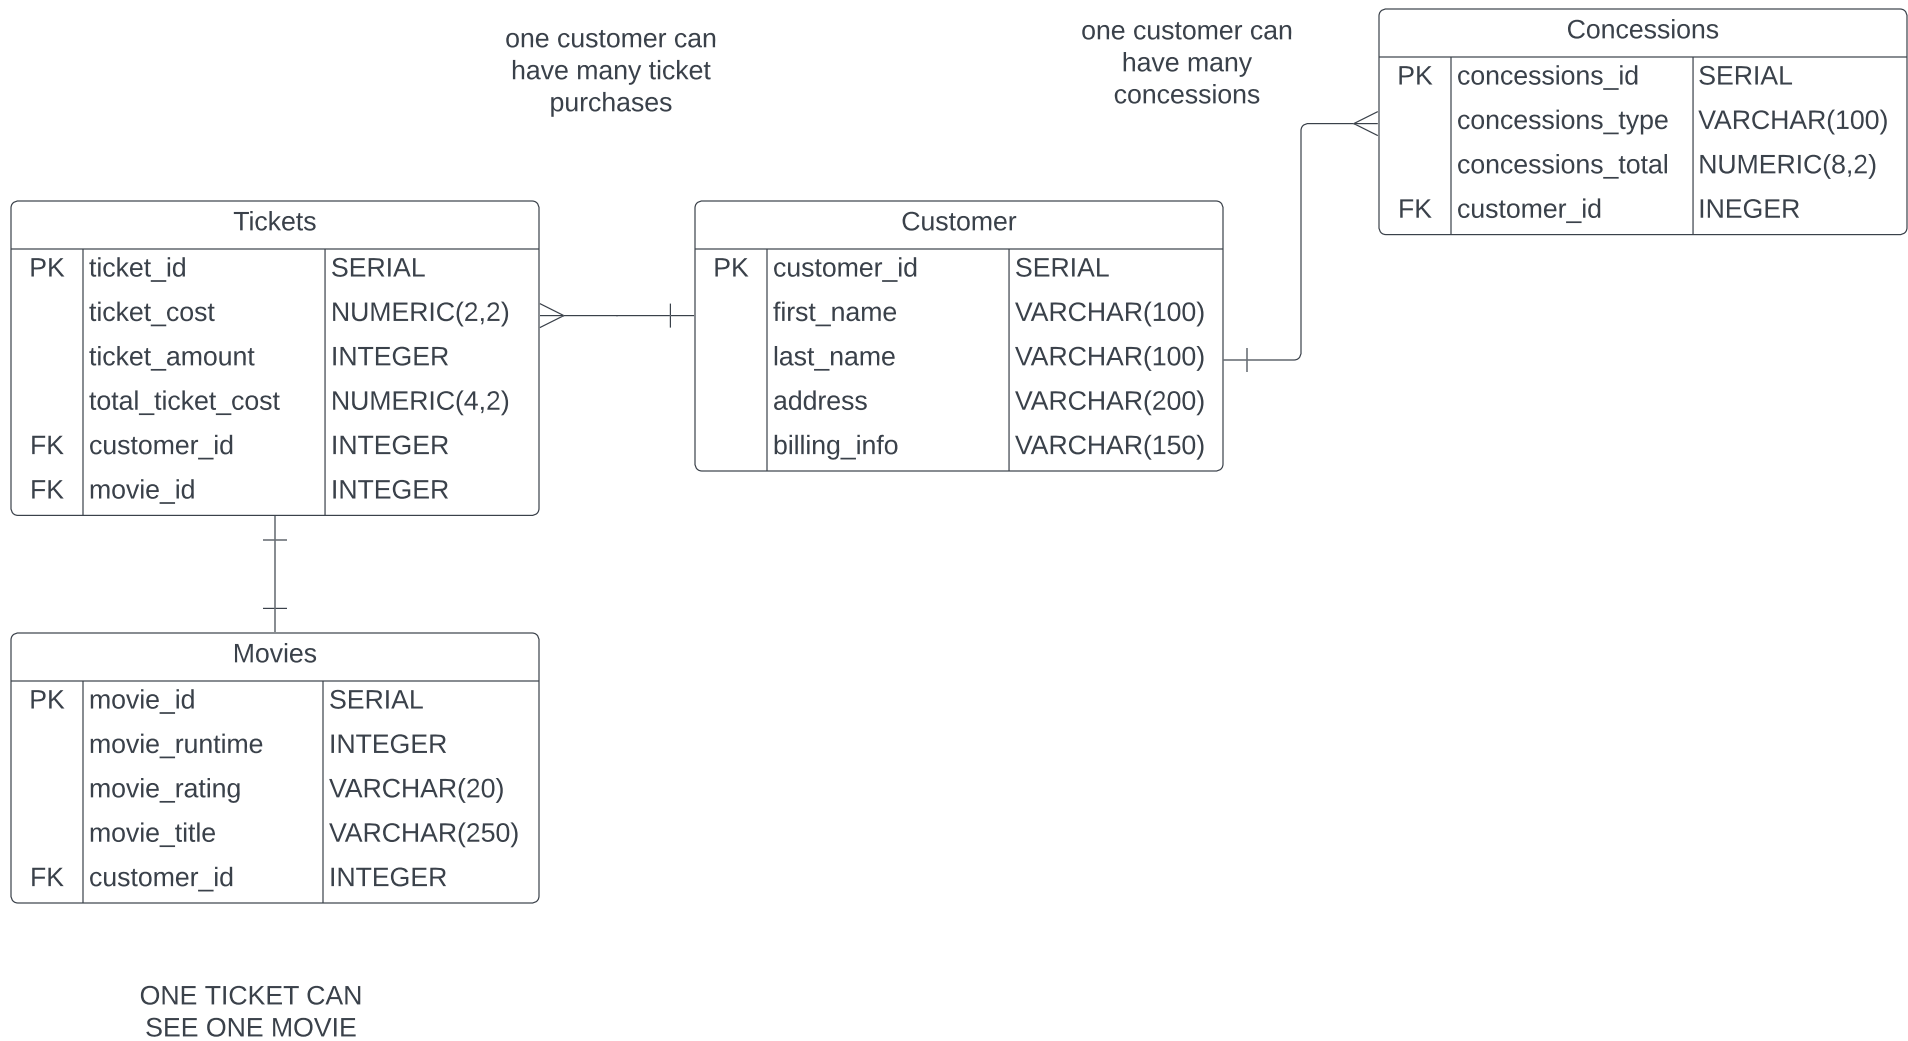 one customer can
have many ticket
purchases
one customer can
have many
concessions
Concessions
PK concessions_id SERIAL
concessions_type VARCHAR(100)
concessions_total NUMERIC(8,2)
FK customer_id INEGER
Tickets
PK ticket_id SERIAL
ticket_cost NUMERIC(2,2)
ticket_amount INTEGER
total_ticket_cost NUMERIC(4,2)
FK customer_id INTEGER
FK movie_id INTEGER
Customer
PK customer_id SERIAL
first_name VARCHAR(100)
last_name VARCHAR(100)
address VARCHAR(200)
billing_info VARCHAR(150)
Movies
PK movie_id SERIAL
movie_runtime INTEGER
movie_rating VARCHAR(20)
movie_title VARCHAR(250)
FK customer_id INTEGER
ONE TICKET CAN
SEE ONE MOVIE